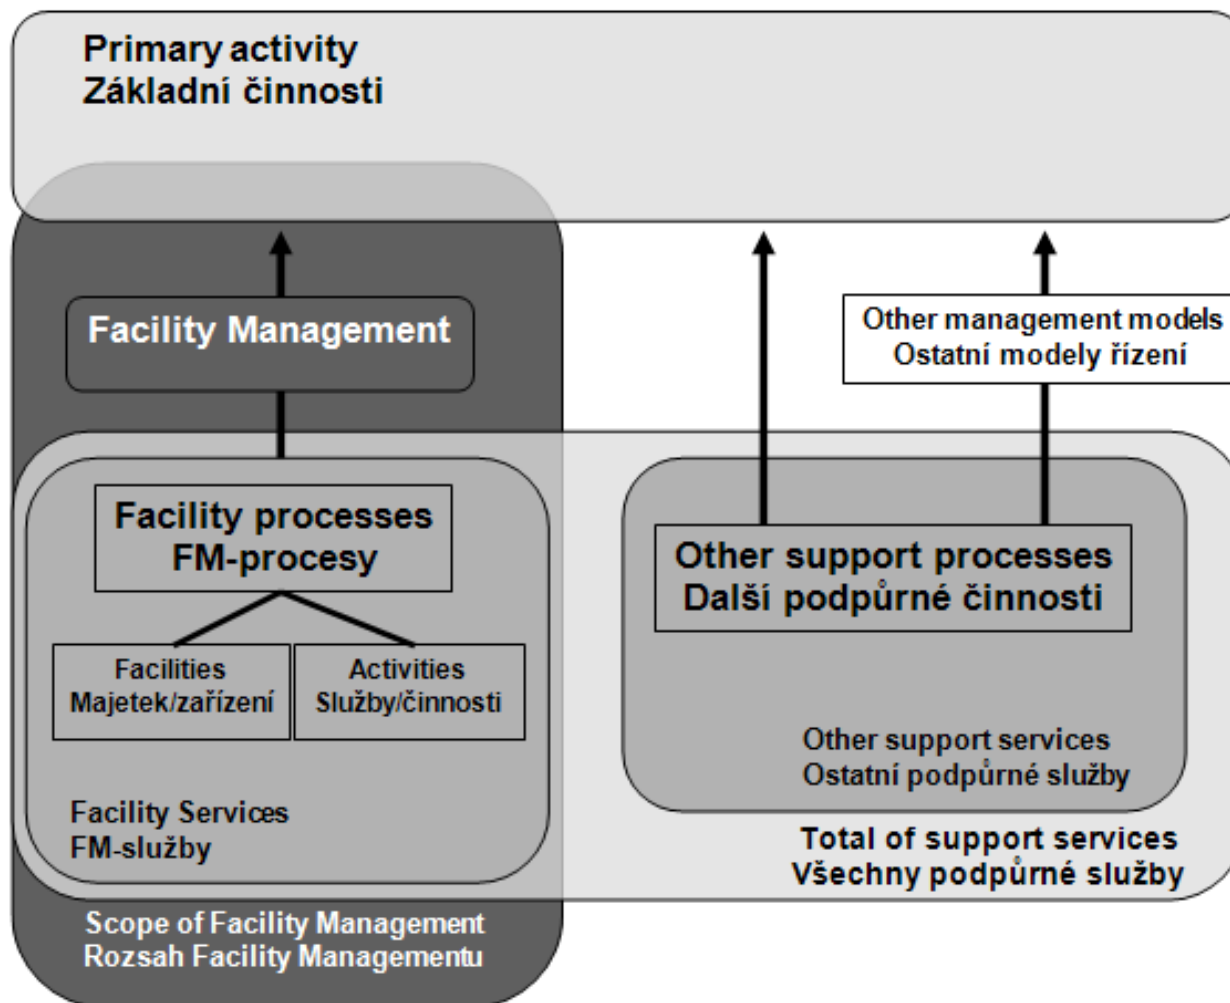 Primary activity
Základní činnosti
Facility Management
Other management models
Ostatní modely řízení
Facility processes
FM-procesy
Other support processes
Další podpůrné činnosti
Facilities
Majetek/zařízení
Activities
Služby/činnosti
Other support services
Ostatní podpůrné služby
Facility Services
FM-služby
Total of support services
Všechny podpůrné služby
Scope of Facility Management
Rozsah Facility Managementu